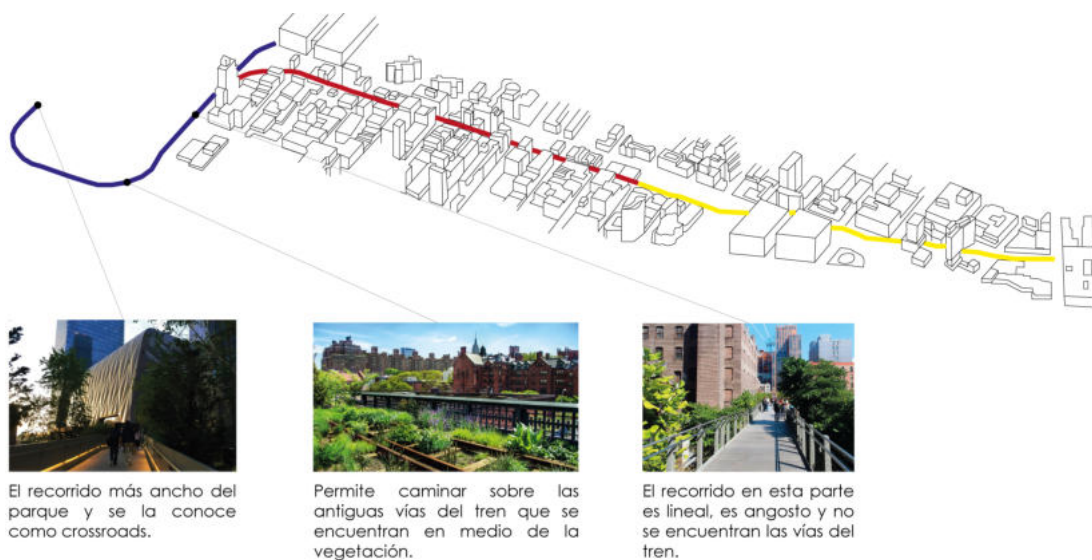 El recorrido más ancho del
parque y se la conoce
como crossroads.
Permite caminar sobre las
antiguas vías del tren que se
encuentran en medio de la
vegetación.
El recorrido en esta parte
es lineal, es angosto y no
se encuentran las vías del
tren.